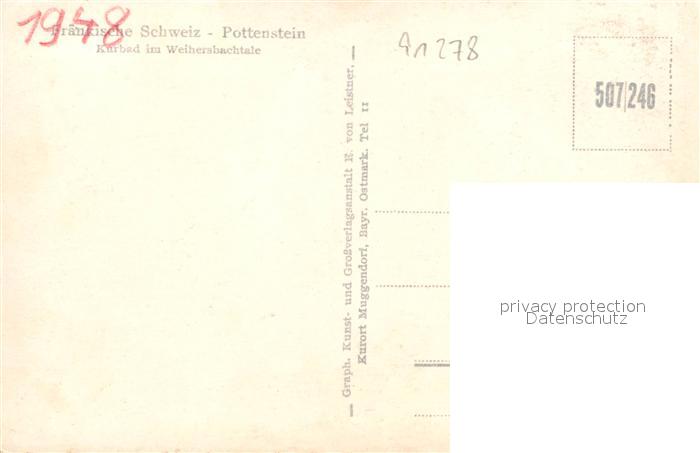 1948
Fränkische Schweiz - Pottenstein
Kurbad im Weihersbachtale
278
507/246
— Graph. Kunst- und Großverlagsanstalt E. von Leistner, —
Kurort Muggendorf, Bayr. Ostmark. Tel 11
privacy protection
Datenschutz